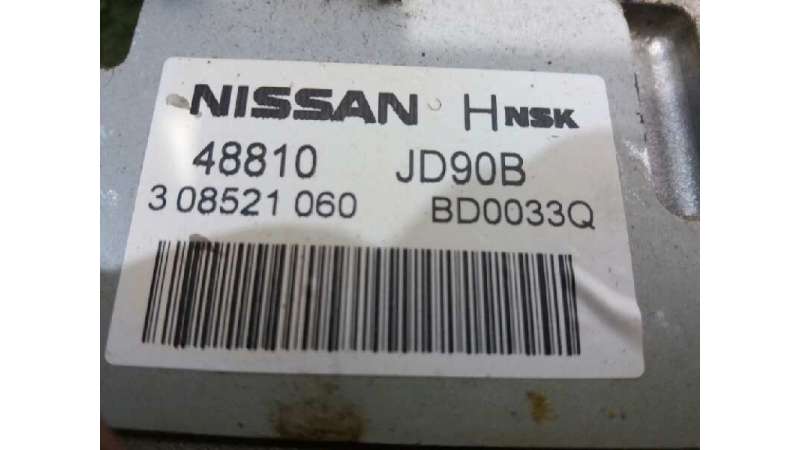 NISSAN H NSK
48810 JD90B
3 08521 060 BD0033Q